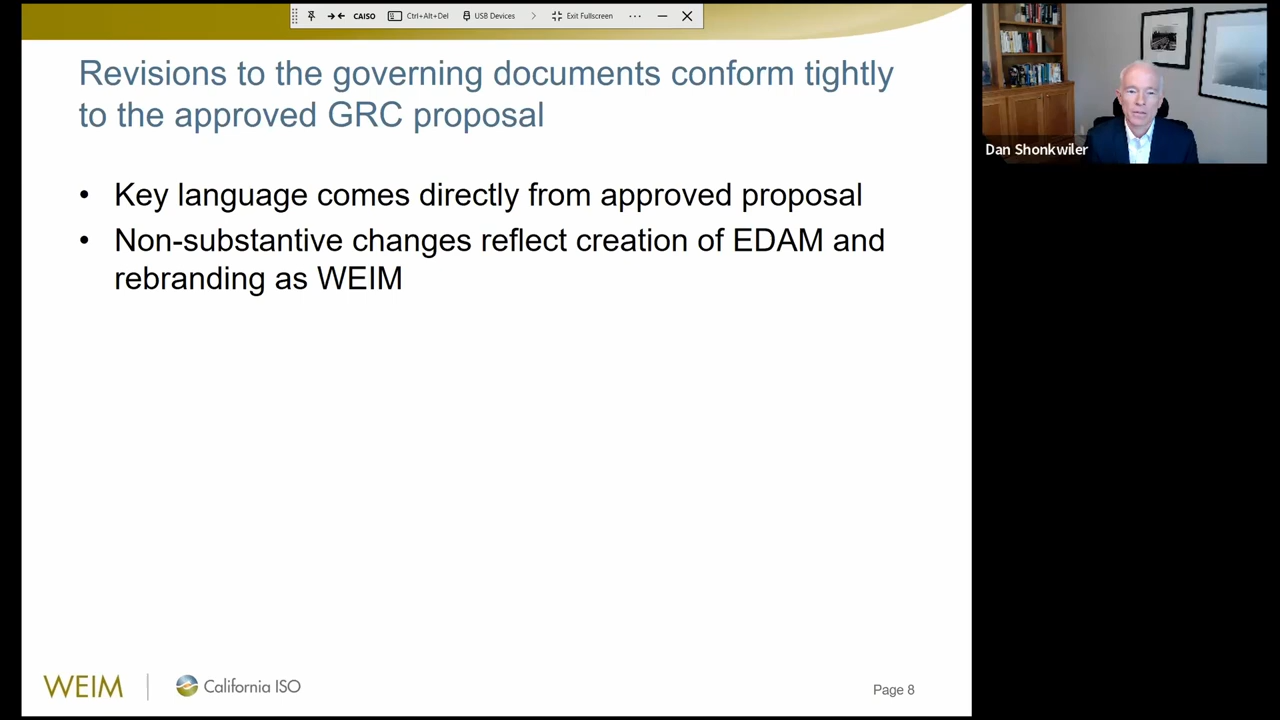 CAISO Ctrl+Alt+Del USB Devices Exit Fullscreen
Revisions to the governing documents conform tightly
to the approved GRC proposal
• Key language comes directly from approved proposal
• Non-substantive changes reflect creation of EDAM and
rebranding as WEIM
Dan Shonkwiler
WEIM California ISO
Page 8